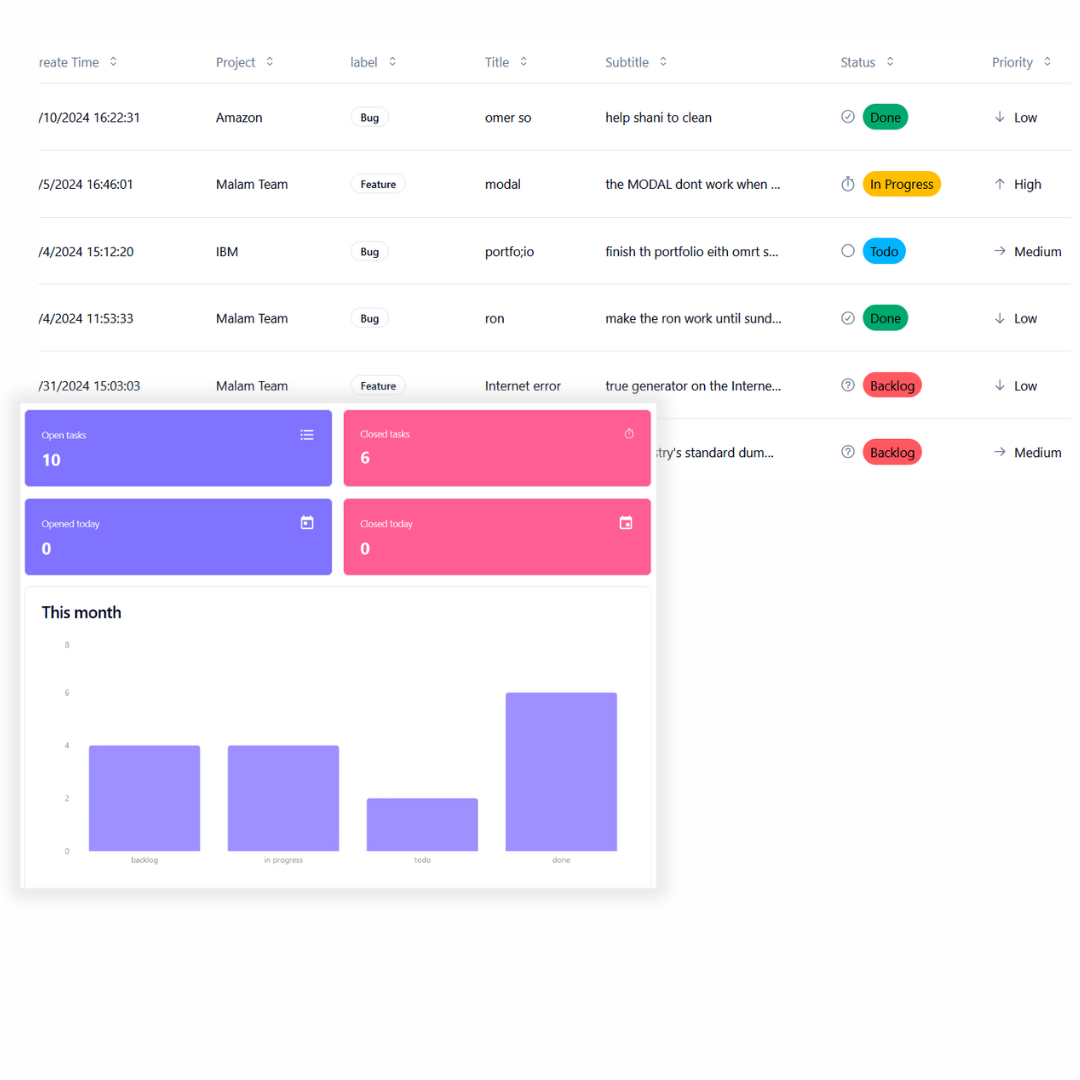 reate Time Project label Title Subtitle Status Priority
/10/2024 16:22:31 Amazon Bug omer so help shani to clean Done Low
/5/2024 16:46:01 Malam Team Feature modal the MODAL dont work when ... In Progress High
/4/2024 15:12:20 IBM Bug portfo;io finish th portfolio eith omrt s... Todo Medium
/4/2024 11:53:33 Malam Team Bug ron make the ron work until sund... Done Low
/31/2024 15:03:03 Malam Team Feature Internet error true generator on the Interne... Backlog Low
stry's standard dum... Backlog Medium
Open tasks
10
Closed tasks
6
Opened today
0
Closed today
0
This month
8
6
4
2
0
backlog in progress todo done